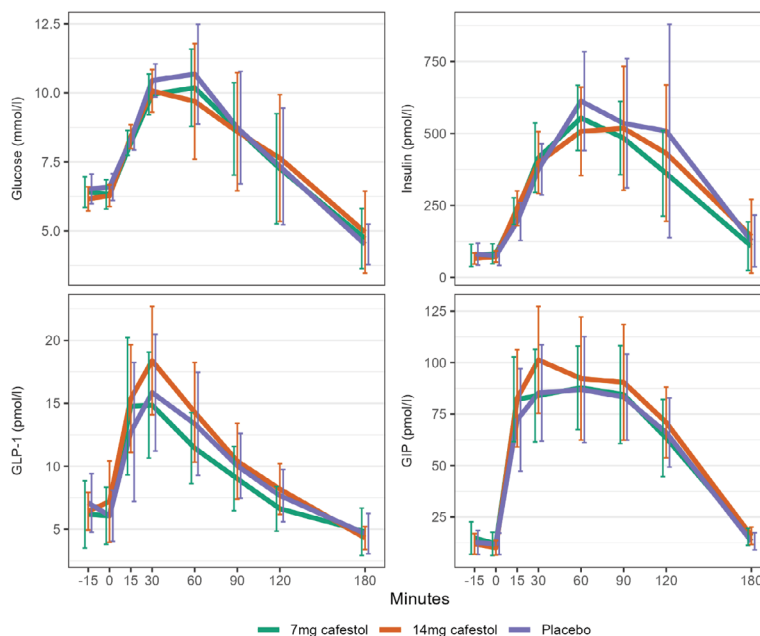 12.5
10.0
7.5
5.0
Glucose (mmol/l)
750
500
250
0
Insulin (pmol/l)
20
15
10
5
GLP-1 (pmol/l)
-15 0 15 30 60 90 120 180
125
100
75
50
25
GIP (pmol/l)
-15 0 15 30 60 90 120 180
Minutes
7mg cafestol 14mg cafestol Placebo